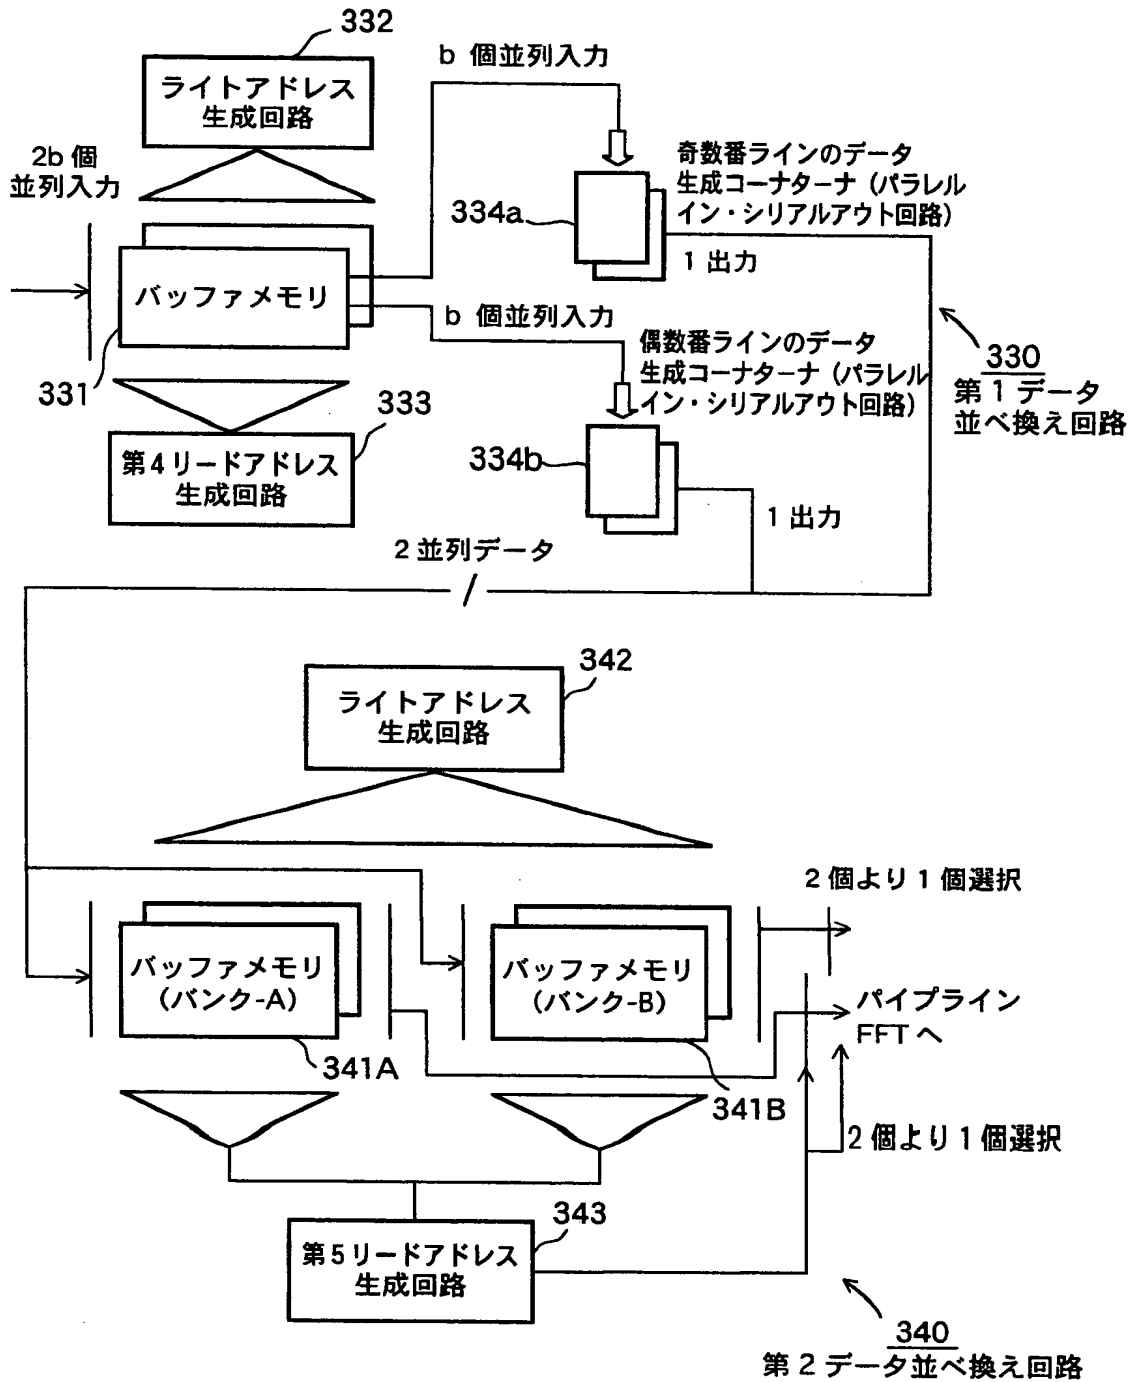 332
ライトアドレス
生成回路
2b 個
並列入力
b 個並列入力
334a
奇数番ラインのデータ
生成コーナターナ（パラレル
イン・シリアルアウト回路）
1 出力
バッファメモリ
331
b 個並列入力
偶数番ラインのデータ
生成コーナターナ（パラレル
イン・シリアルアウト回路）
330
第１データ
並べ換え回路
333
第４リードアドレス
生成回路
334b
1 出力
2 並列データ
342
ライトアドレス
生成回路
2個より１個選択
バッファメモリ
（バンク-A）
341A
バッファメモリ
（バンク-B）
341B
パイプライン
FFT へ
2 個より１個選択
343
第５リードアドレス
生成回路
340
第２データ並べ換え回路